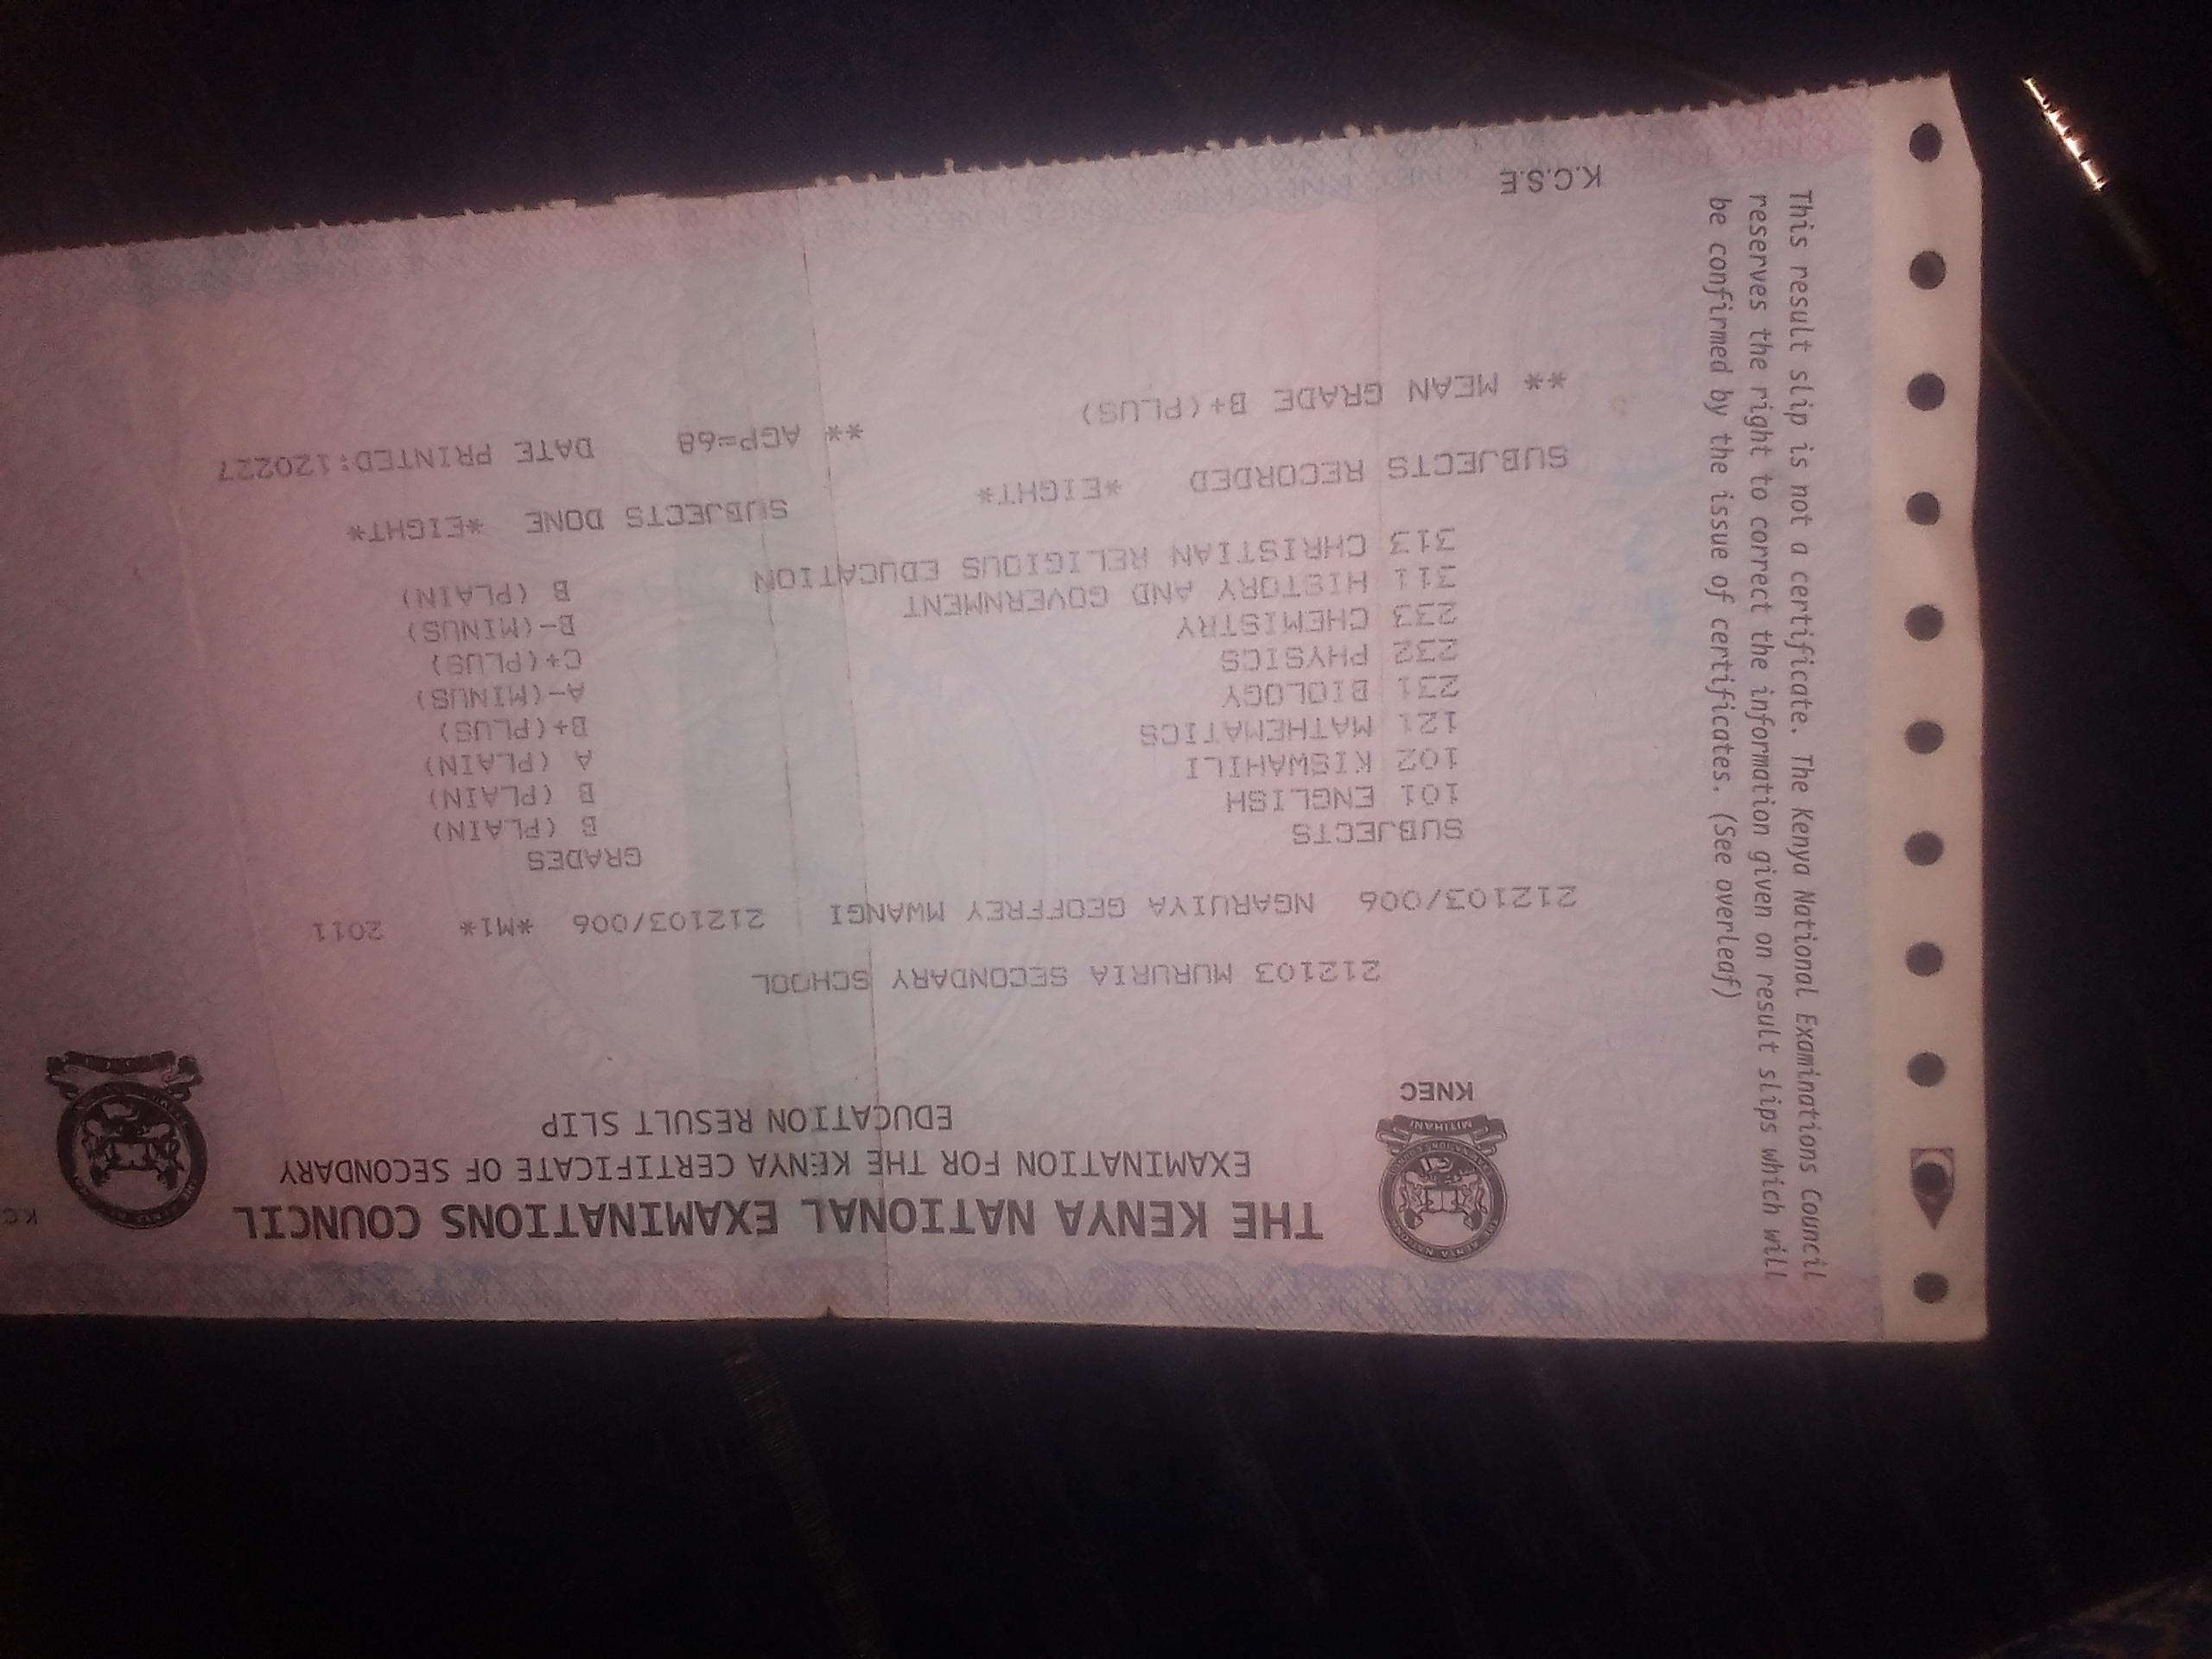 THE KENYA NATIONAL EXAMINATIONS COUNCIL
EXAMINATION FOR THE KENYA CERTIFICATE OF SECONDARY
EDUCATION RESULT SLIP
KNEC
MITIHANI
212103 MURURIA SECONDARY SCHOOL
212103/006 NGARUIYA GEOFFREY MWANGI 212103/006 *M1* 2011
SUBJECTS GRADES
101 ENGLISH B (PLAIN)
102 KISWAHILI B (PLAIN)
121 MATHEMATICS A (PLAIN)
231 BIOLOGY B+(PLUS)
232 PHYSICS A-(MINUS)
233 CHEMISTRY C+(PLUS)
311 HISTORY AND GOVERNMENT B-(MINUS)
313 CHRISTIAN RELIGIOUS EDUCATION B (PLAIN)
SUBJECTS RECORDED *EIGHT* SUBJECTS DONE *EIGHT*
** MEAN GRADE B+(PLUS) ** AGP=68 DATE PRINTED:120227
K.C.S.E
This result slip is not a certificate. The Kenya National Examinations Council
reserves the right to correct the information given on result slips which will
be confirmed by the issue of certificates. (See overleaf)